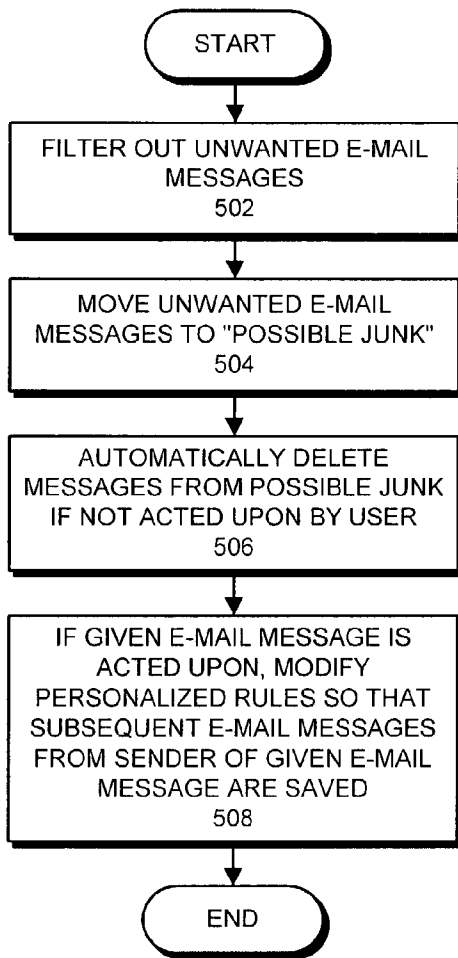 START
FILTER OUT UNWANTED E-MAIL
MESSAGES
502
MOVE UNWANTED E-MAIL
MESSAGES TO "POSSIBLE JUNK"
504
AUTOMATICALLY DELETE
MESSAGES FROM POSSIBLE JUNK
IF NOT ACTED UPON BY USER
506
IF GIVEN E-MAIL MESSAGE IS
ACTED UPON, MODIFY
PERSONALIZED RULES SO THAT
SUBSEQUENT E-MAIL MESSAGES
FROM SENDER OF GIVEN E-MAIL
MESSAGE ARE SAVED
508
END